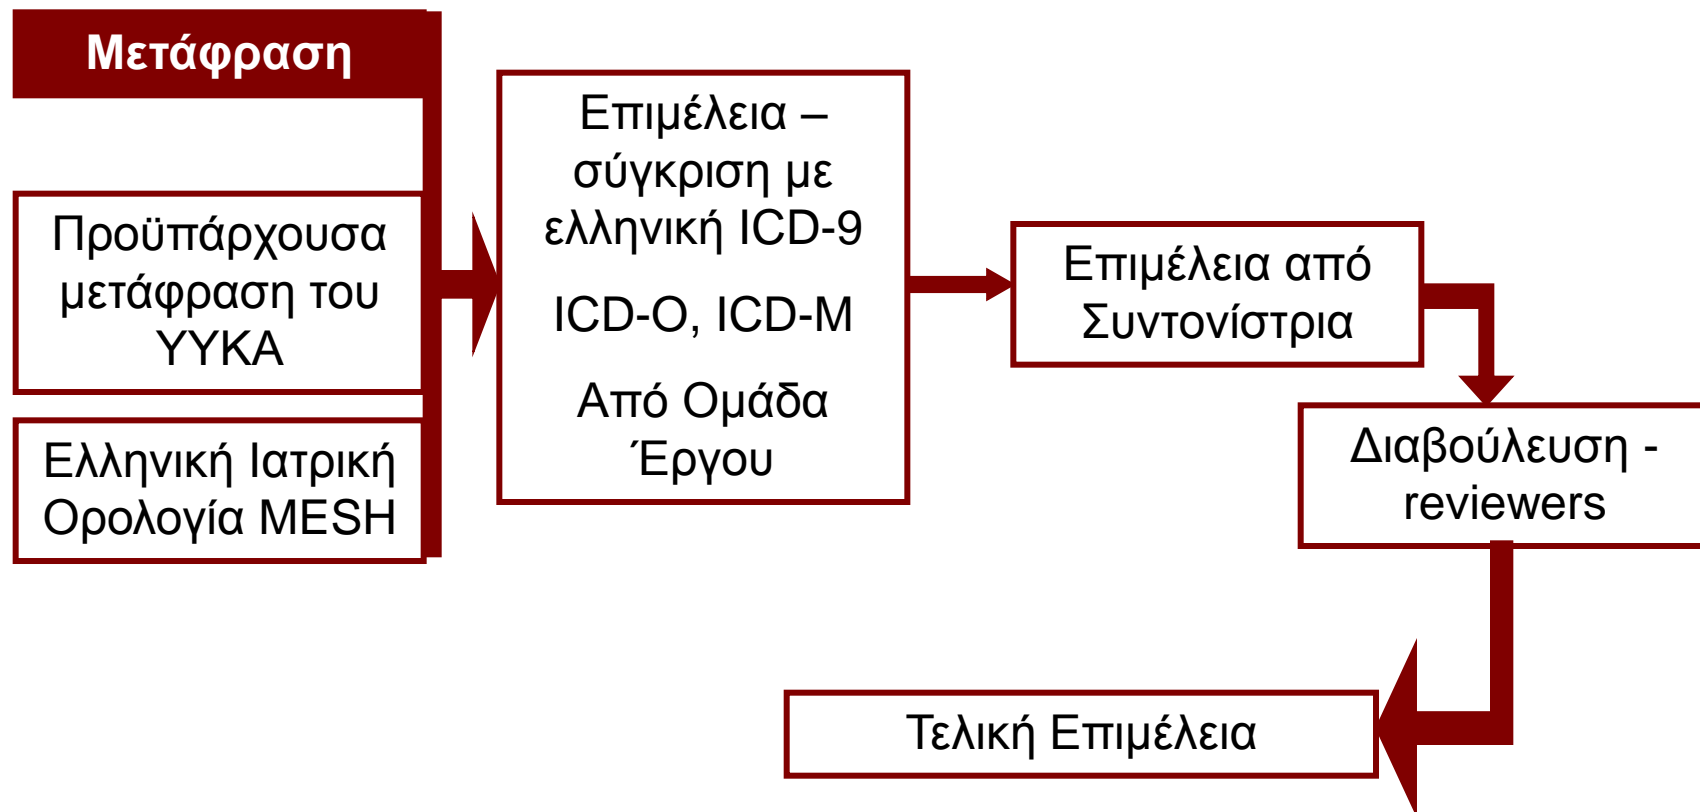 Μετάφραση
Προϋπάρχουσα
μετάφραση του
ΥΥΚΑ
Ελληνική Ιατρική
Ορολογία MESH
Επιμέλεια –
σύγκριση με
ελληνική ICD-9
ICD-O, ICD-M
Από Ομάδα
Έργου
Επιμέλεια από
Συντονίστρια
Διαβούλευση -
reviewers
Τελική Επιμέλεια